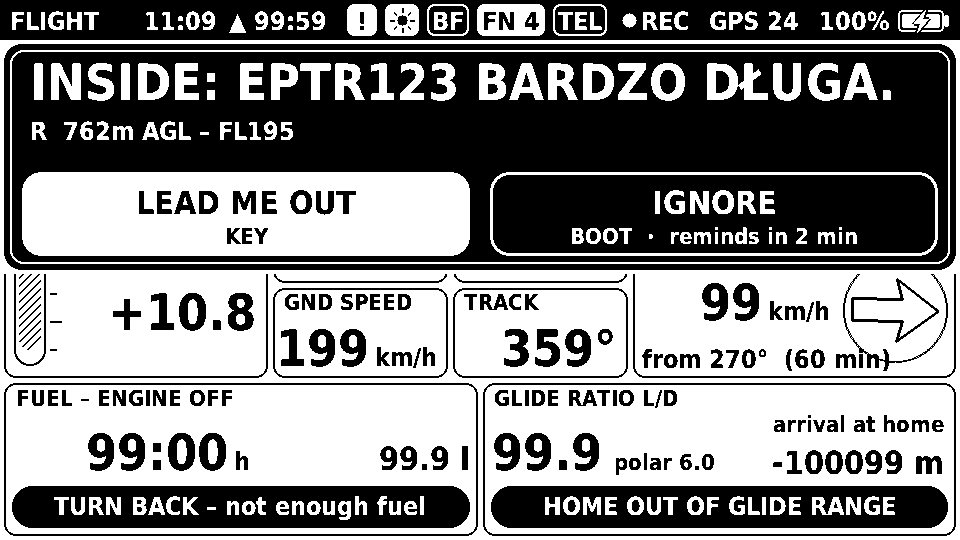 FLIGHT 11:09 ▲ 99:59 ! BF FN 4 TEL ●REC GPS 24 100%
INSIDE: EPTR123 BARDZO DŁUGA.
R 762m AGL – FL195
LEAD ME OUT IGNORE
KEY BOOT · reminds in 2 min
+10.8
GND SPEED
199 km/h
TRACK
359°
99 km/h
from 270° (60 min)
FUEL – ENGINE OFF
99:00 h 99.9 l
TURN BACK – not enough fuel
GLIDE RATIO L/D
arrival at home
99.9 polar 6.0 -100099 m
HOME OUT OF GLIDE RANGE